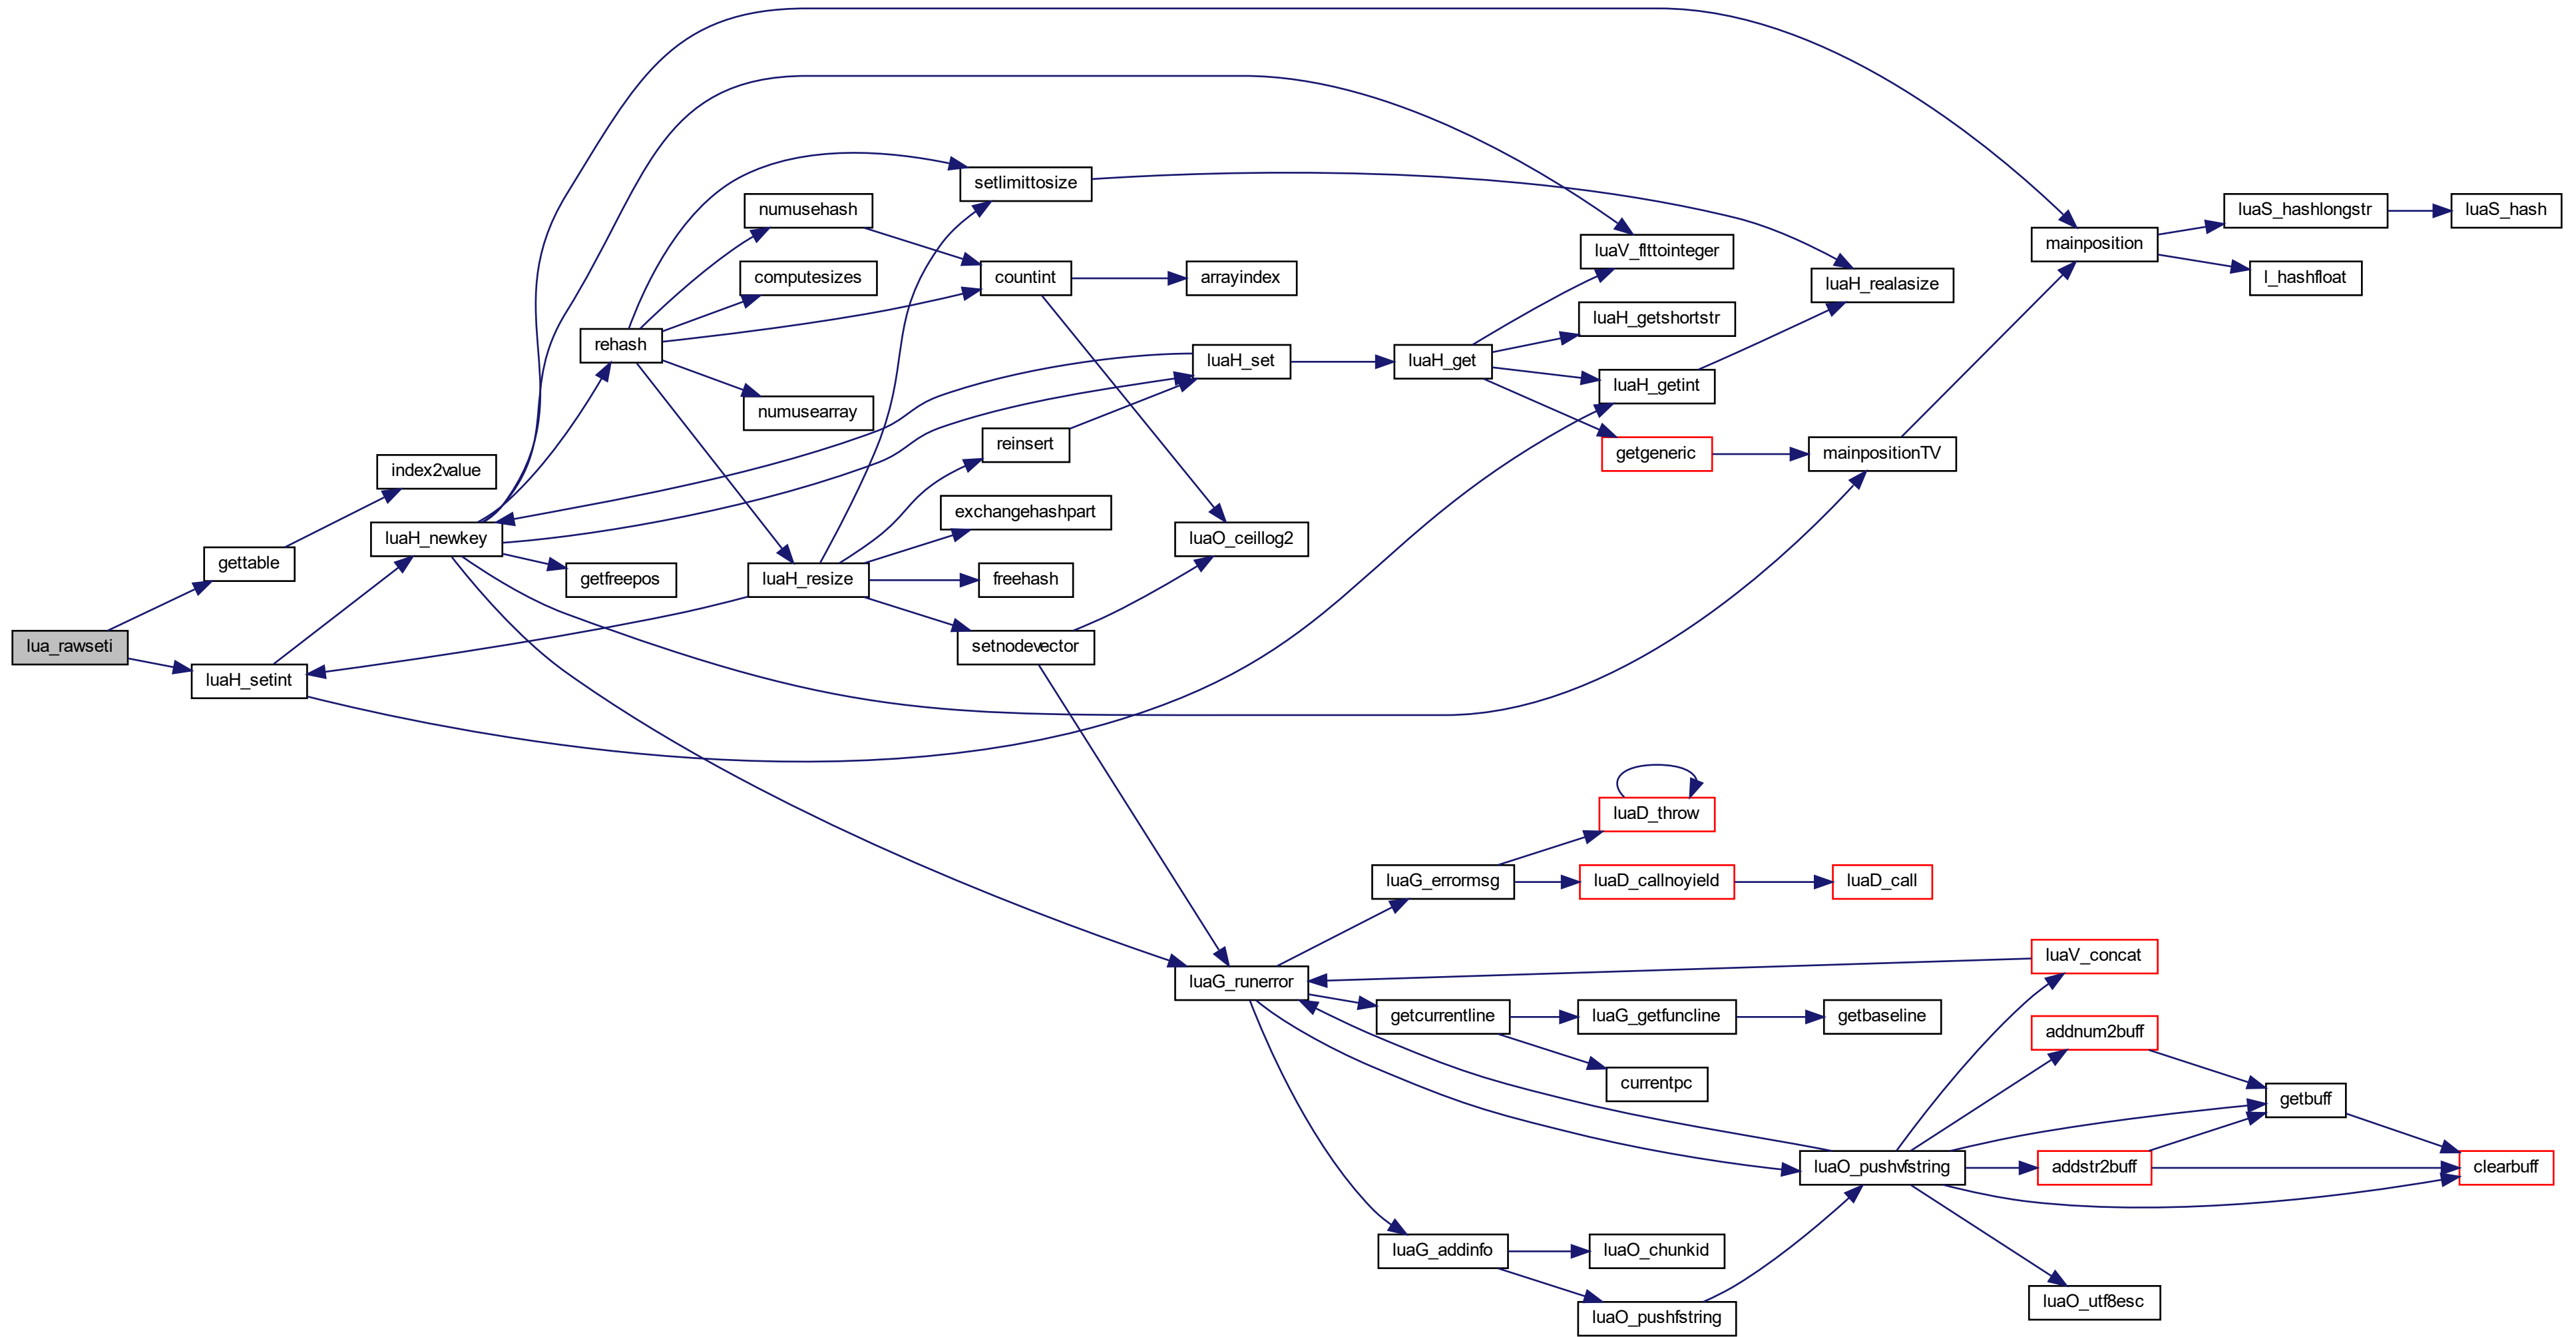 lua_rawseti
gettable
index2value
luaH_setint
luaH_newkey
getfreepos
rehash
numusehash
computesizes
numusearray
luaH_resize
setlimittosize
countint
reinsert
exchangehashpart
freehash
setnodevector
arrayindex
luaH_set
luaO_ceillog2
luaH_get
luaV_flttointeger
luaH_getshortstr
luaH_getint
getgeneric
luaH_realasize
mainpositionTV
mainposition
luaS_hashlongstr
l_hashfloat
luaS_hash
luaG_runerror
luaG_errormsg
luaD_throw
luaD_callnoyield
luaD_call
getcurrentline
luaG_getfuncline
getbaseline
currentpc
luaG_addinfo
luaO_chunkid
luaO_pushfstring
luaO_pushvfstring
luaV_concat
addnum2buff
addstr2buff
luaO_utf8esc
getbuff
clearbuff